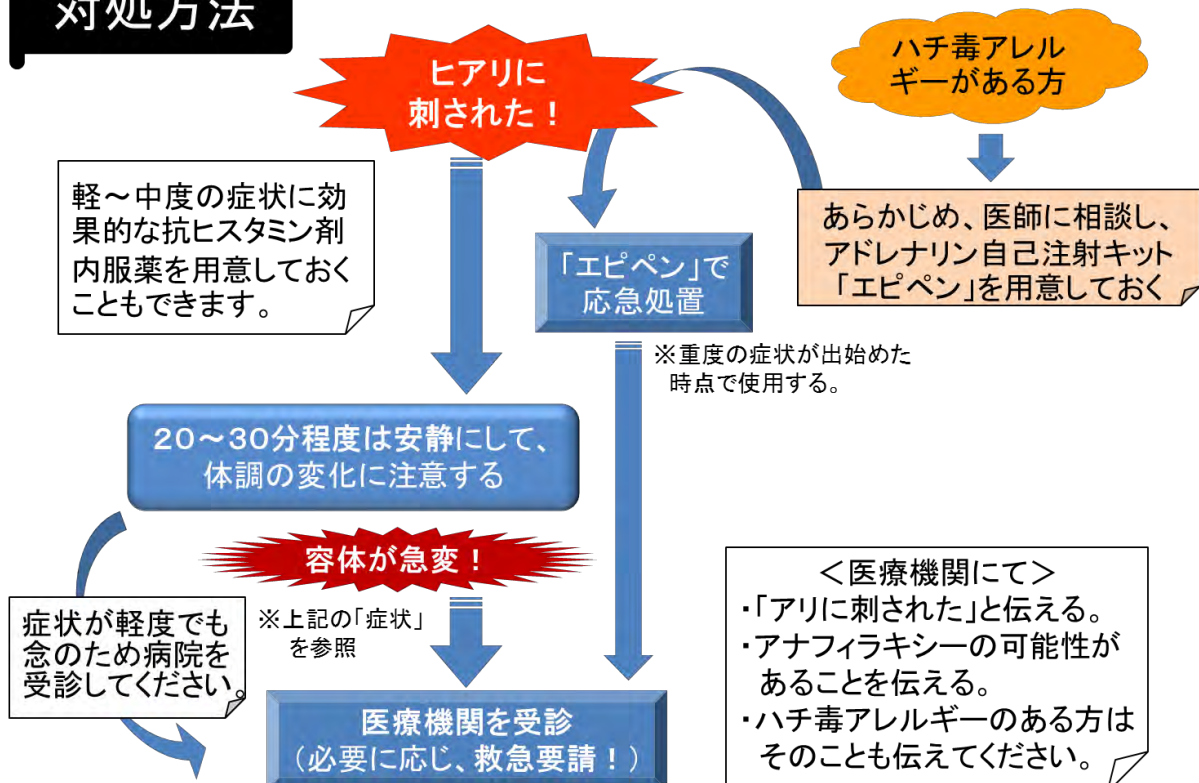 対処方法
ヒアリに
刺された！
ハチ毒アレル
ギーがある方
軽～中度の症状に効
果的な抗ヒスタミン剤
内服薬を用意しておく
こともできます。
「エピペン」で
応急処置
あらかじめ、医師に相談し、
アドレナリン自己注射キット
「エピペン」を用意しておく
※重度の症状が出始めた
時点で使用する。
２０～３０分程度は安静にして、
体調の変化に注意する
容体が急変！
※上記の「症状」
を参照
症状が軽度でも
念のため病院を
受診してください。
医療機関を受診
（必要に応じ、救急要請！）
＜医療機関にて＞
・「アリに刺された」と伝える。
・アナフィラキシーの可能性が
あることを伝える。
・ハチ毒アレルギーのある方は
そのことも伝えてください。